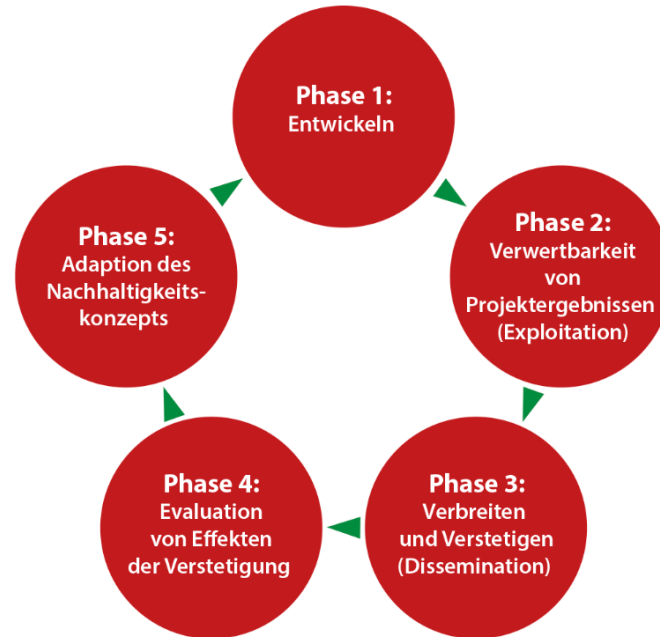 Phase 1:
Entwickeln
Phase 2:
Verwertbarkeit
von
Projektergebnissen
(Exploitation)
Phase 3:
Verbreiten
und Verstetigen
(Dissemination)
Phase 4:
Evaluation
von Effekten
der Verstetigung
Phase 5:
Adaption des
Nachhaltigkeits-
konzepts